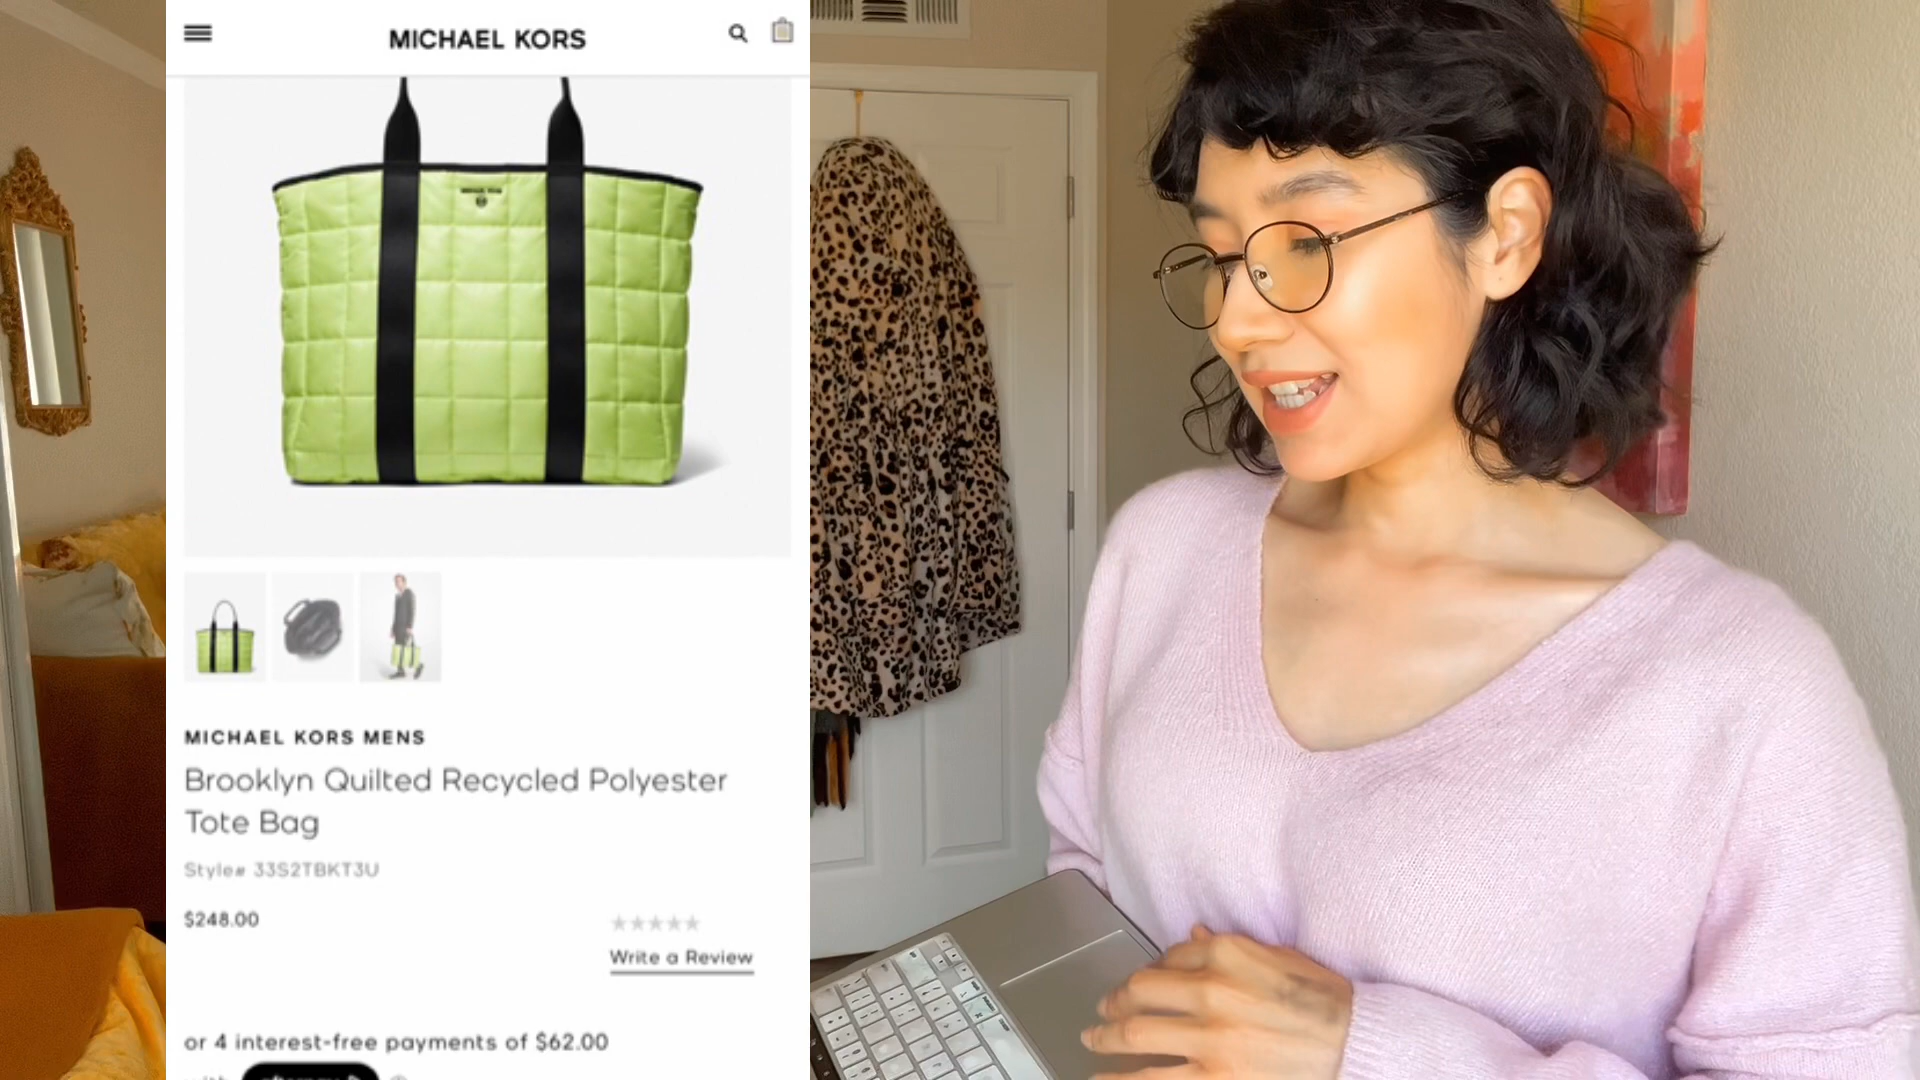 MICHAEL KORS
MICHAEL KORS MENS
Brooklyn Quilted Recycled Polyester
Tote Bag
Style# 33S2TBKT3U
$248.00
Write a Review
or 4 interest-free payments of $62.00
with